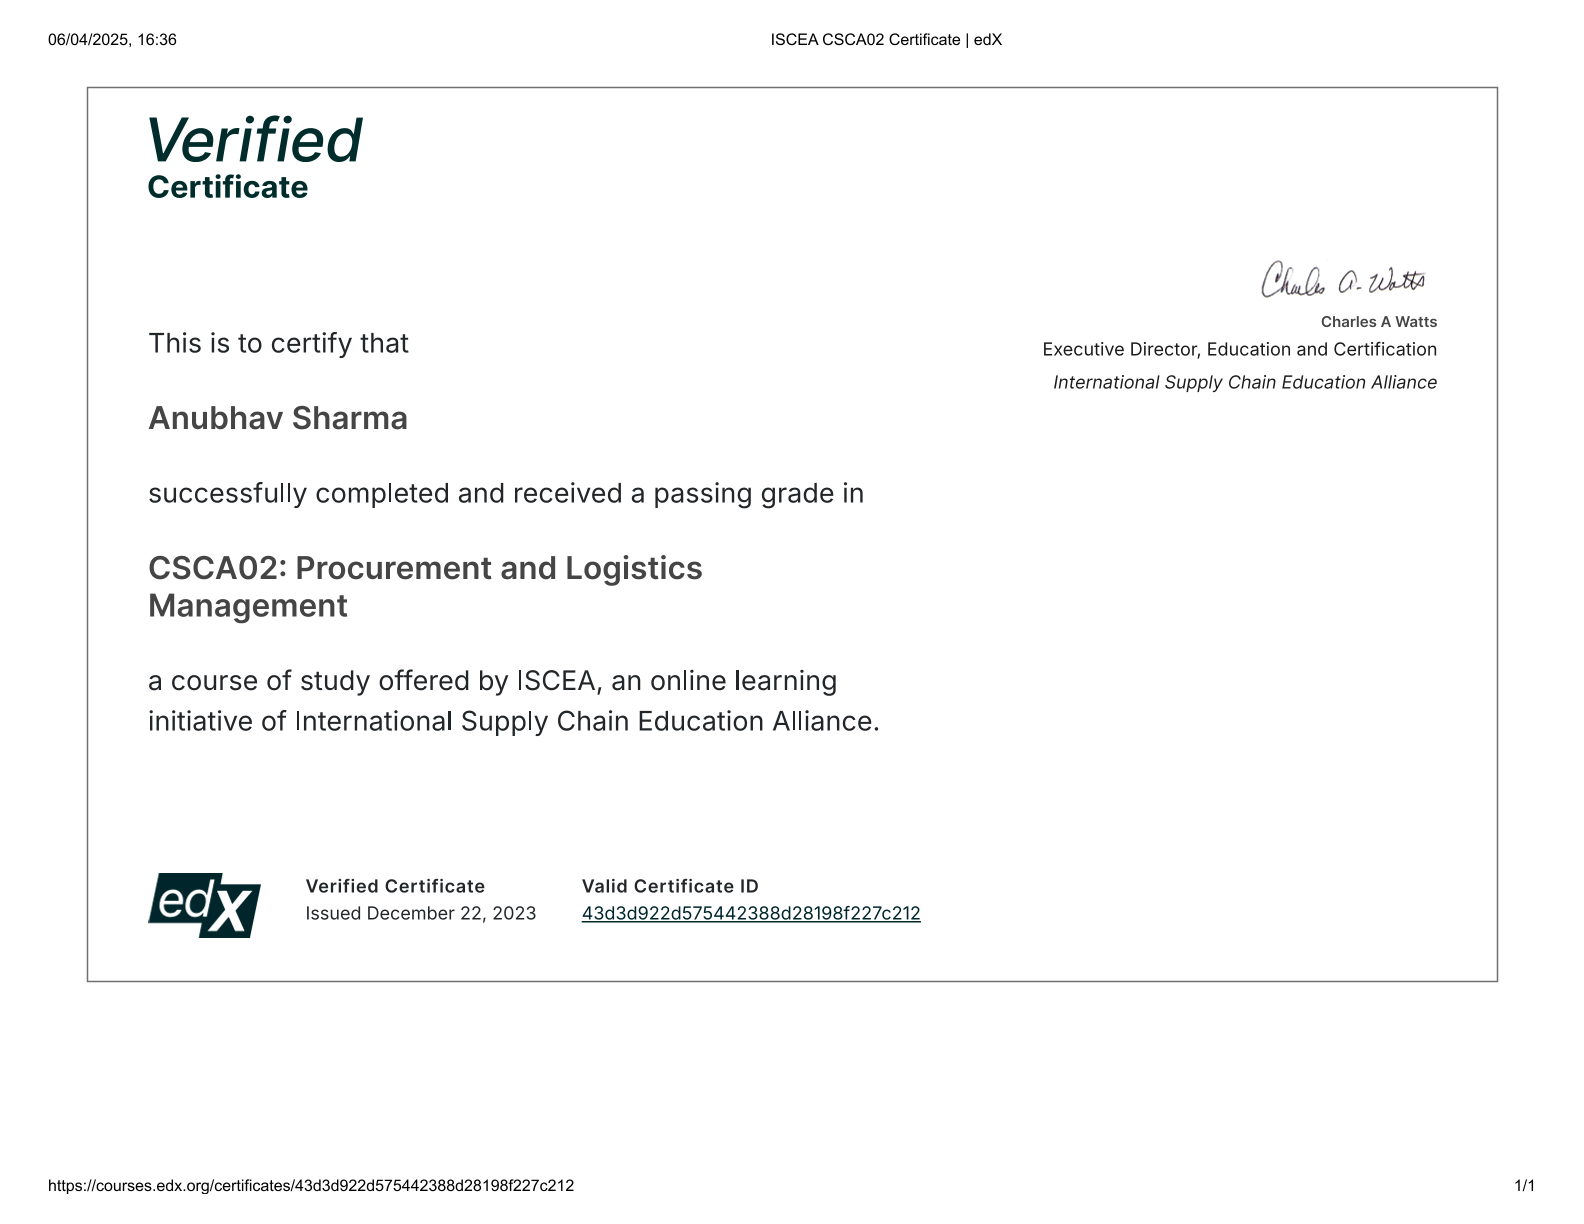 06/04/2025, 16:36
ISCEA CSCA02 Certificate | edX
Verified
Certificate
Charles A. Watts
Charles A Watts
Executive Director, Education and Certification
International Supply Chain Education Alliance
This is to certify that
Anubhav Sharma
successfully completed and received a passing grade in
CSCA02: Procurement and Logistics
Management
a course of study offered by ISCEA, an online learning
initiative of International Supply Chain Education Alliance.
edX
Verified Certificate
Issued December 22, 2023
Valid Certificate ID
43d3d922d575442388d28198f227c212
https://courses.edx.org/certificates/43d3d922d575442388d28198f227c212
1/1